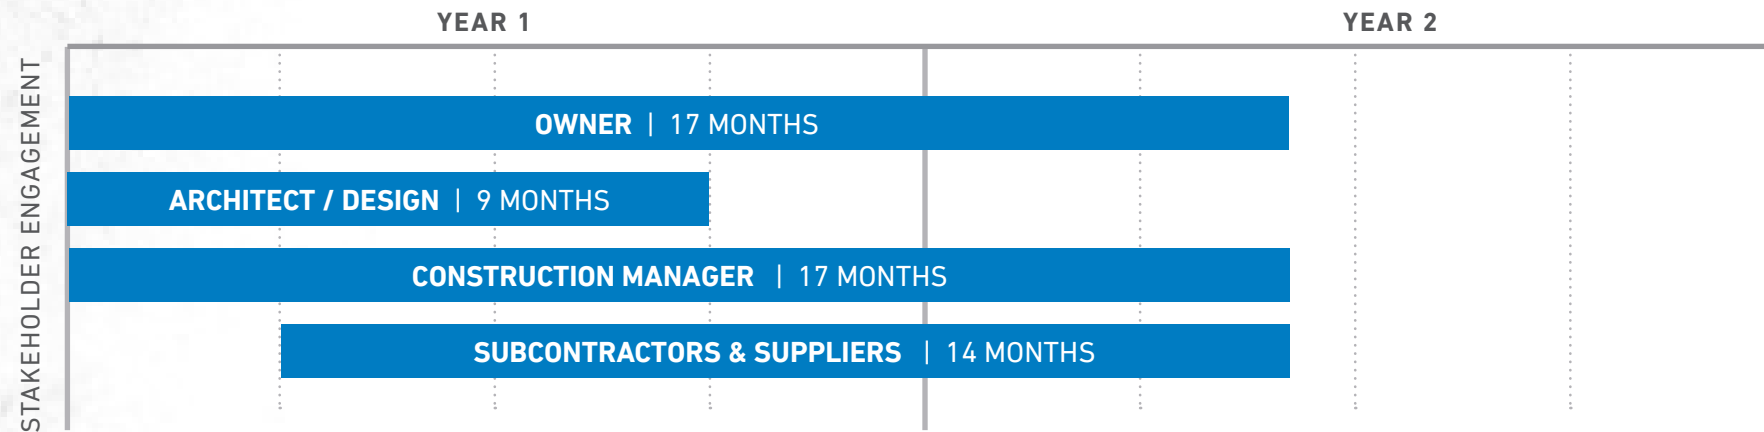 YEAR 1
YEAR 2
STAKEHOLDER ENGAGEMENT
OWNER | 17 MONTHS
ARCHITECT / DESIGN | 9 MONTHS
CONSTRUCTION MANAGER | 17 MONTHS
SUBCONTRACTORS & SUPPLIERS | 14 MONTHS